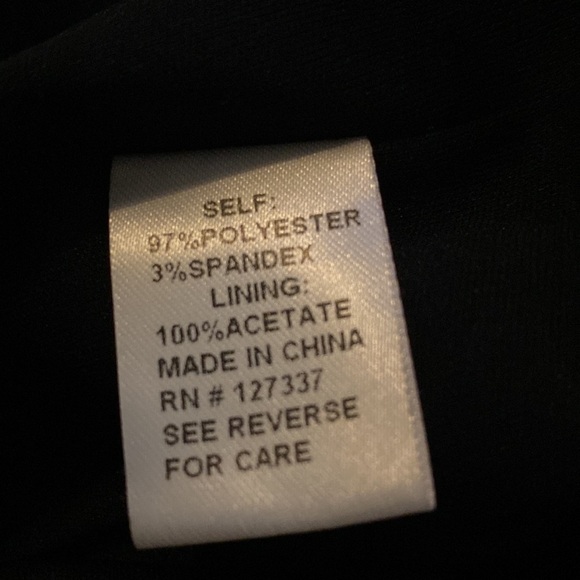 SELF:
97%POLYESTER
3%SPANDEX
LINING:
100%ACETATE
MADE IN CHINA
RN # 127337
SEE REVERSE
FOR CARE